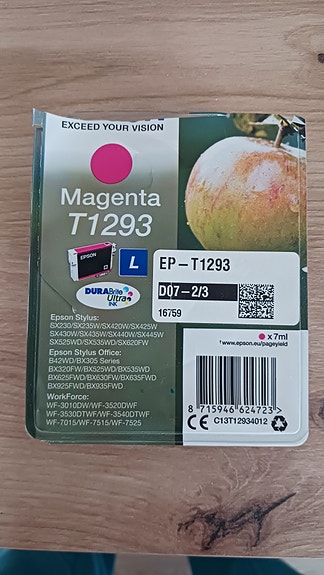 EXCEED YOUR VISION
Magenta
T1293
EPSON
L
EP-T1293
D07-2/3
16759
DURABrite
Ultra
INK
Epson Stylus:
SX230/SX235W/SX420W/SX425W
SX430W/SX435W/SX440W/SX445W
SX525WD/SX535WD/SX620FW
Epson Stylus Office:
B42WD/BX305 Series
BX320FW/BX525WD/BX535WD
BX625FWD/BX630FW/BX635FWD
BX925FWD/BX935FWD
WorkForce:
WF-3010DW/WF-3520DWF
WF-3530DTWF/WF-3540DTWF
WF-7015/WF-7515/WF-7525
x 7ml
¹www.epson.eu/pageyield
8 715946 624723 >
CE C13T12934012